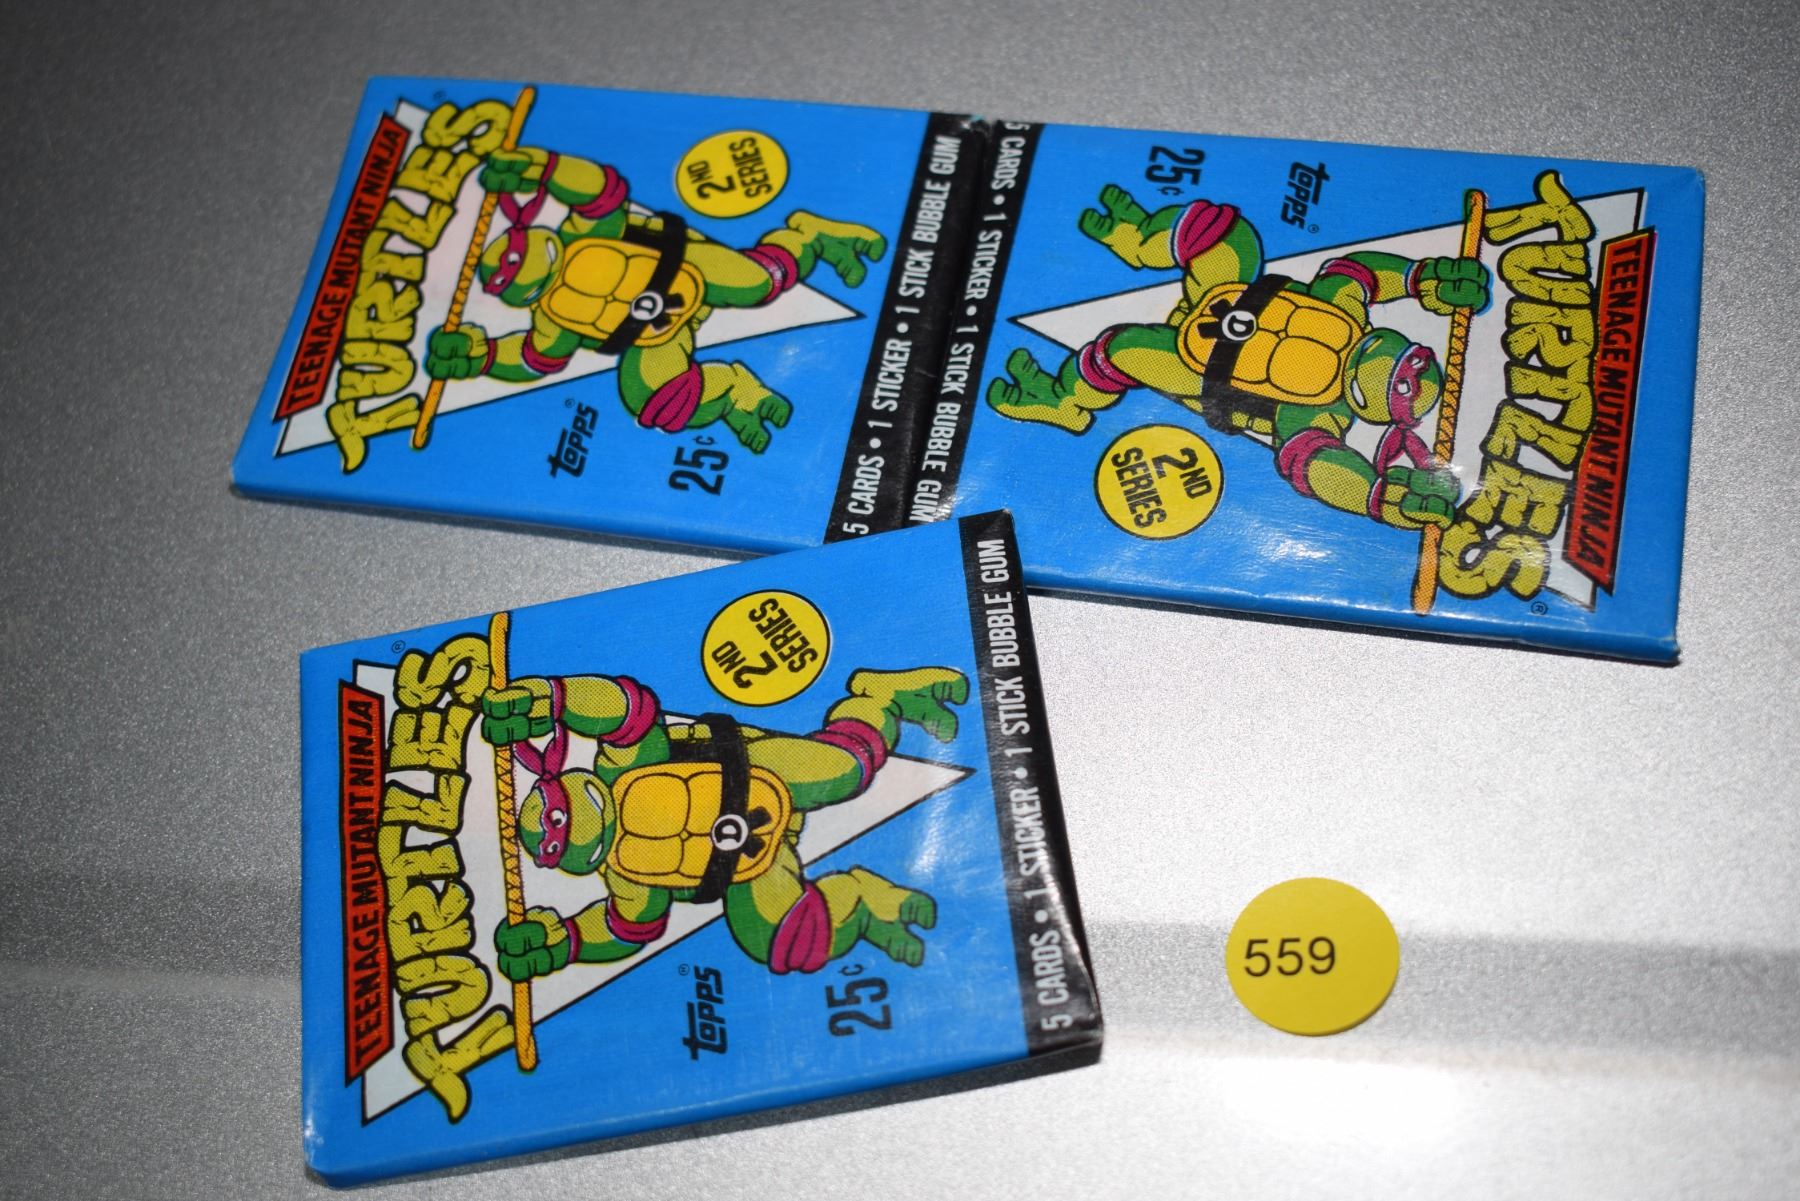 TEENAGE MUTANT NINJA
TURTLES®
2ND
SERIES
D
TOPPS®
25¢
5 CARDS • 1 STICKER • 1 STICK BUBBLE GUM
TEENAGE MUTANT NINJA
TURTLES®
2ND
SERIES
D
TOPPS®
25¢
5 CARDS • 1 STICKER • 1 STICK BUBBLE GUM
TEENAGE MUTANT NINJA
TURTLES®
2ND
SERIES
D
TOPPS®
25¢
5 CARDS • 1 STICKER • 1 STICK BUBBLE GUM
559